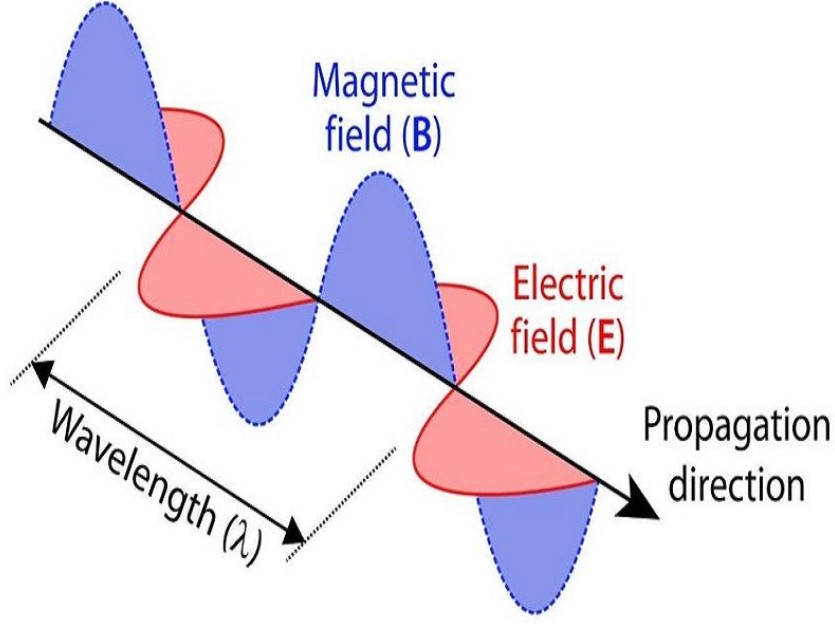 Magnetic
field (B)
Electric
field (E)
Propagation
direction
Wavelength (λ)